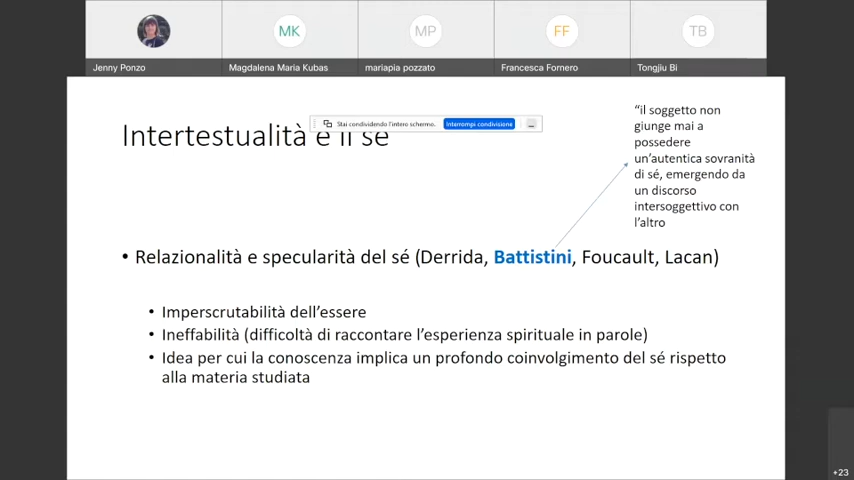 MK
MP
FF
TB
Jenny Ponzo
Magdalena Maria Kubas
mariapia pozzato
Francesca Fornero
Tongjiu Bi
Stai condividendo l'intero schermo.
Interrompi condivisione
Intertestualità e il sé
“il soggetto non
giunge mai a
possedere
un'autentica sovranità
di sé, emergendo da
un discorso
intersoggettivo con
l'altro
• Relazionalità e specularità del sé (Derrida, Battistini, Foucault, Lacan)
• Imperscrutabilità dell'essere
• Ineffabilità (difficoltà di raccontare l'esperienza spirituale in parole)
• Idea per cui la conoscenza implica un profondo coinvolgimento del sé rispetto
alla materia studiata
+23